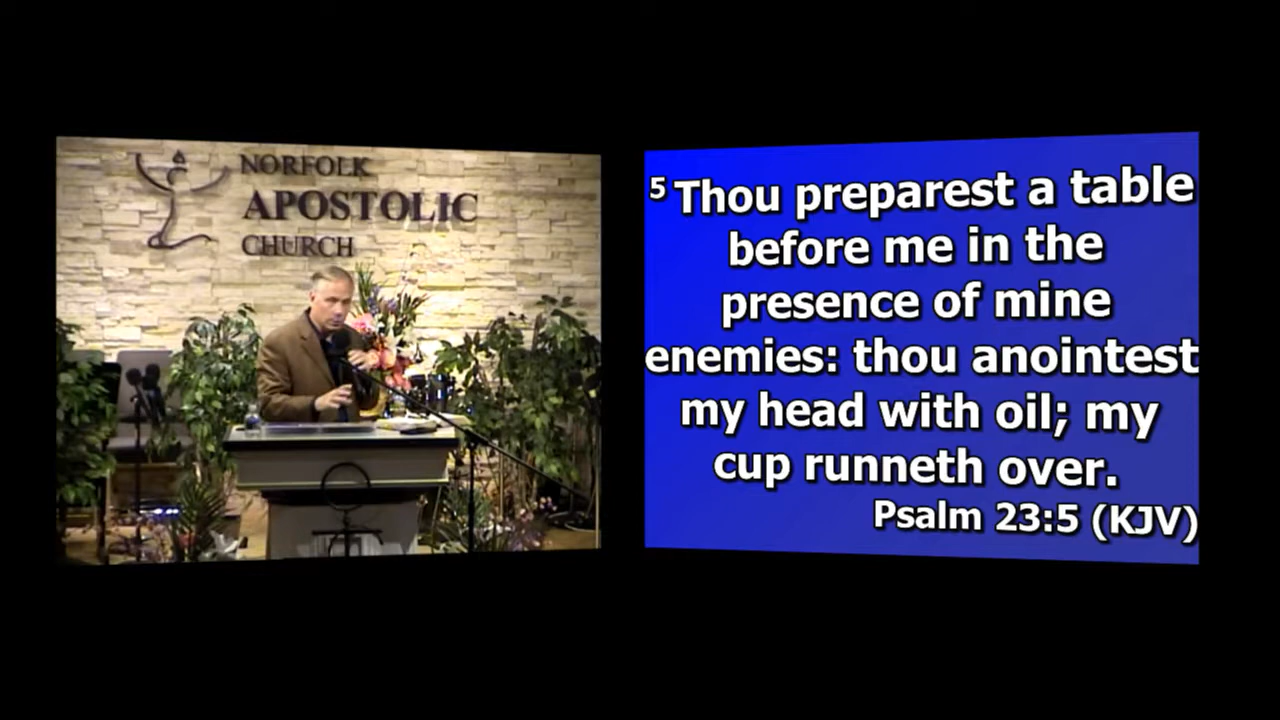 NORFOLK
APOSTOLIC
CHURCH
5 Thou preparest a table
before me in the
presence of mine
enemies: thou anointest
my head with oil; my
cup runneth over.
Psalm 23:5 (KJV)